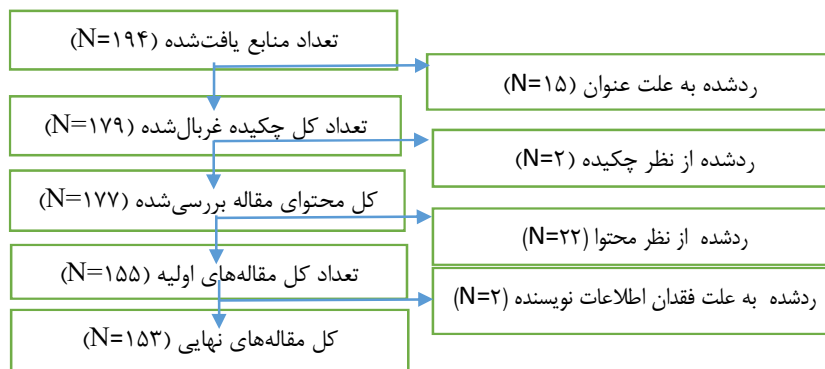 تعداد منابع یافت‌شده (N=۱۹۴)
ردشده به علت عنوان (N=۱۵)
تعداد کل چکیده غربال‌شده (N=۱۷۹)
ردشده از نظر چکیده (N=۲)
کل محتوای مقاله بررسی‌شده (N=۱۷۷)
ردشده از نظر محتوا (N=۲۲)
تعداد کل مقاله‌های اولیه (N=۱۵۵)
ردشده به علت فقدان اطلاعات نویسنده (N=۲)
کل مقاله‌های نهایی (N=۱۵۳)